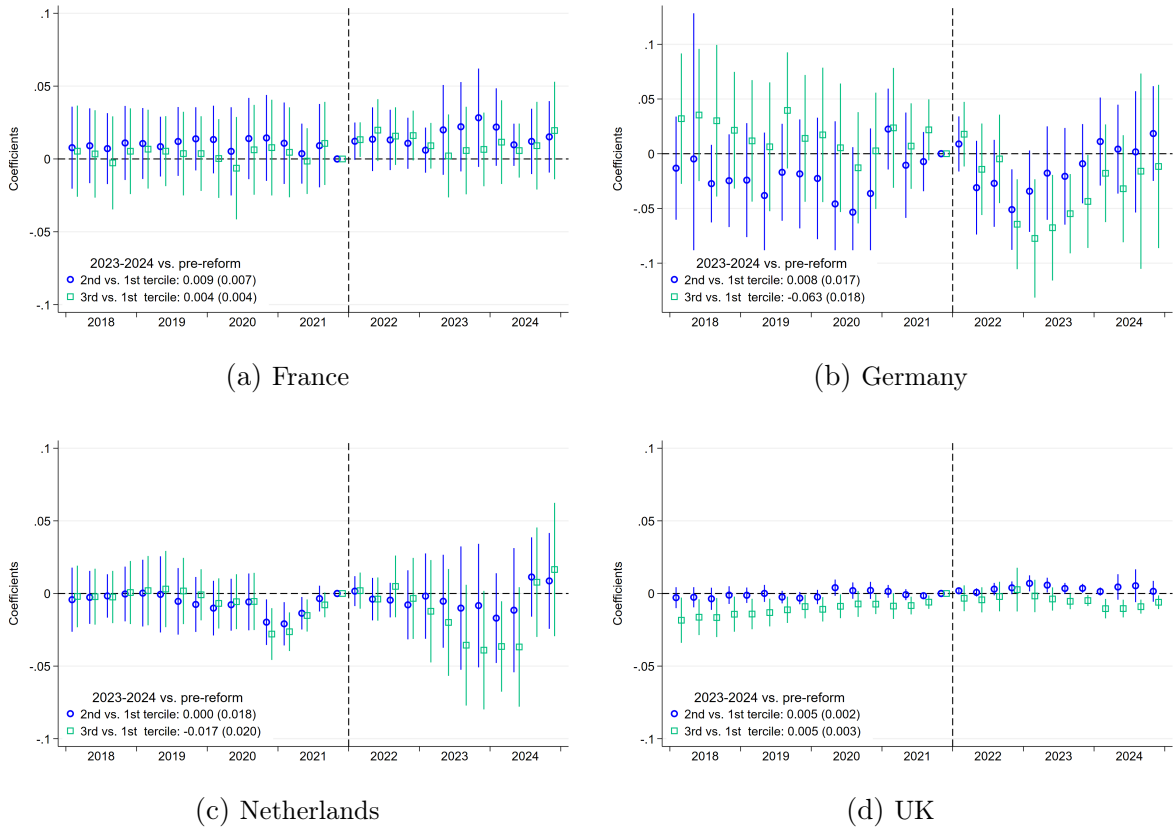 .1
.05
0
-.05
-.1
Coefficients
2023-2024 vs. pre-reform
2nd vs. 1st tercile: 0.009 (0.007)
3rd vs. 1st tercile: 0.004 (0.004)
2018 2019 2020 2021 2022 2023 2024
(a) France
.1
.05
0
-.05
-.1
Coefficients
2023-2024 vs. pre-reform
2nd vs. 1st tercile: 0.008 (0.017)
3rd vs. 1st tercile: -0.063 (0.018)
2018 2019 2020 2021 2022 2023 2024
(b) Germany
.1
.05
0
-.05
-.1
Coefficients
2023-2024 vs. pre-reform
2nd vs. 1st tercile: 0.000 (0.018)
3rd vs. 1st tercile: -0.017 (0.020)
2018 2019 2020 2021 2022 2023 2024
(c) Netherlands
.1
.05
0
-.05
-.1
Coefficients
2023-2024 vs. pre-reform
2nd vs. 1st tercile: 0.005 (0.002)
3rd vs. 1st tercile: 0.005 (0.003)
2018 2019 2020 2021 2022 2023 2024
(d) UK